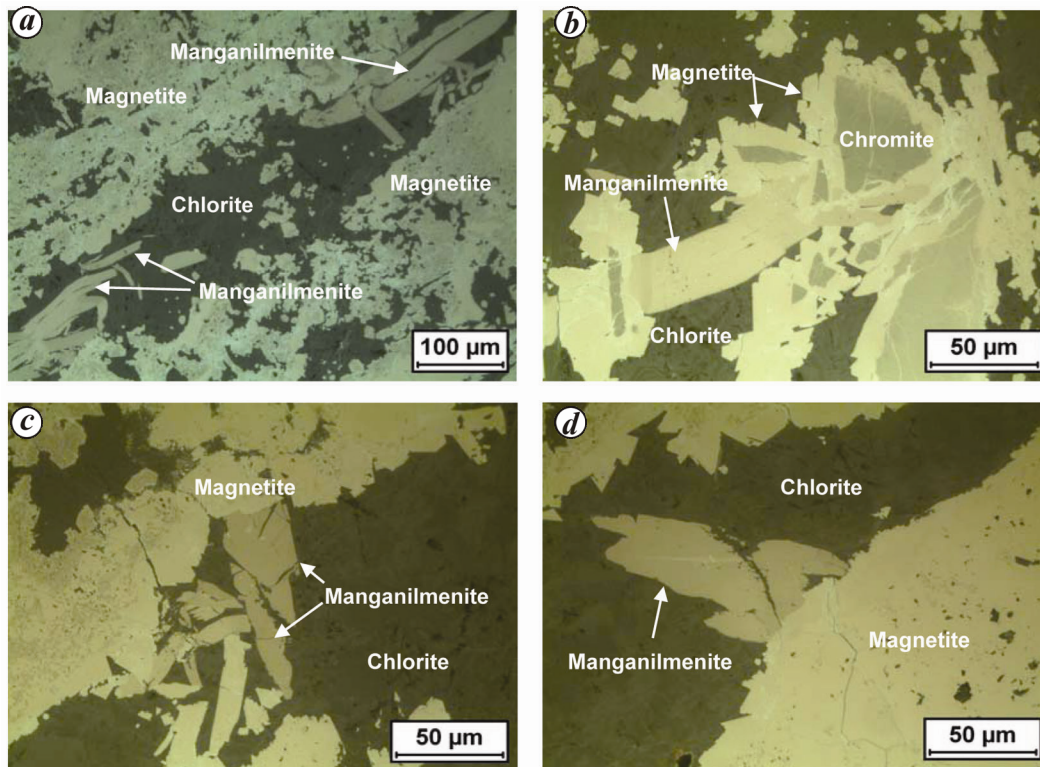 a
Manganilmenite
Magnetite
Magnetite
Chlorite
Manganilmenite
100 µm
b
Magnetite
Chromite
Manganilmenite
Chlorite
50 µm
c
Magnetite
Manganilmenite
Chlorite
50 µm
d
Chlorite
Manganilmenite
Magnetite
50 µm